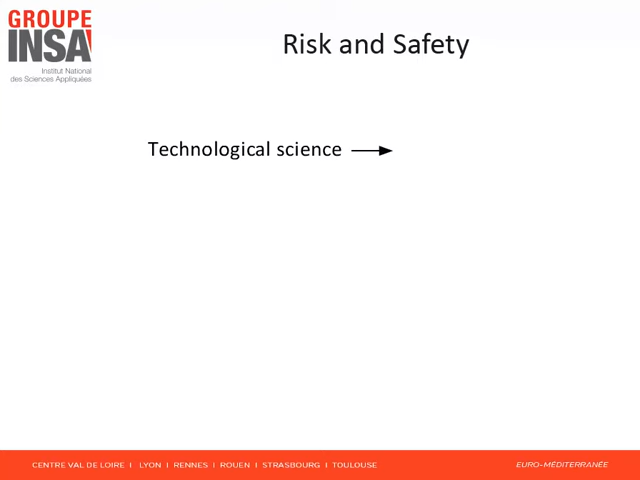 GROUPE
INSA
Institut National
des Sciences Appliquées
Risk and Safety
Technological science
CENTRE VAL DE LOIRE I LYON I RENNES I ROUEN I STRASBOURG I TOULOUSE
EURO-MÉDITERRANÉE